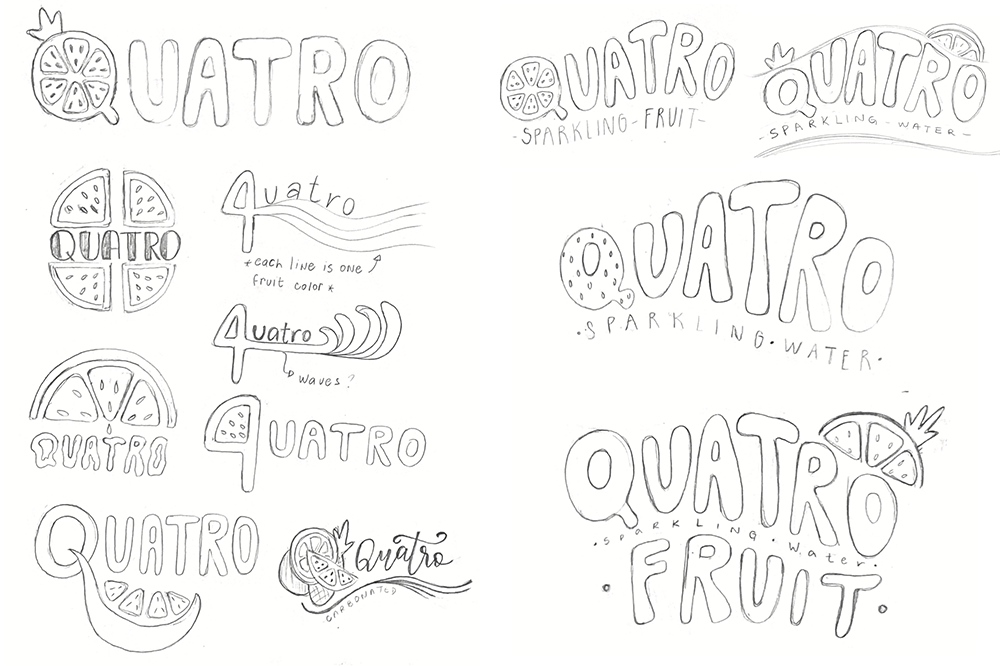 QUATRO
QUATRO
4uatro
*each line is one
fruit color*
4uatro
waves?
QUATRO
4UATRO
QUATRO
Quatro
CARBONATED
QUATRO
-SPARKLING-FRUIT-
QUATRO
-SPARKLING-WATER-
QUATRO
·SPARKLING·WATER·
QUATRO
·sparkling·water·
FRUIT